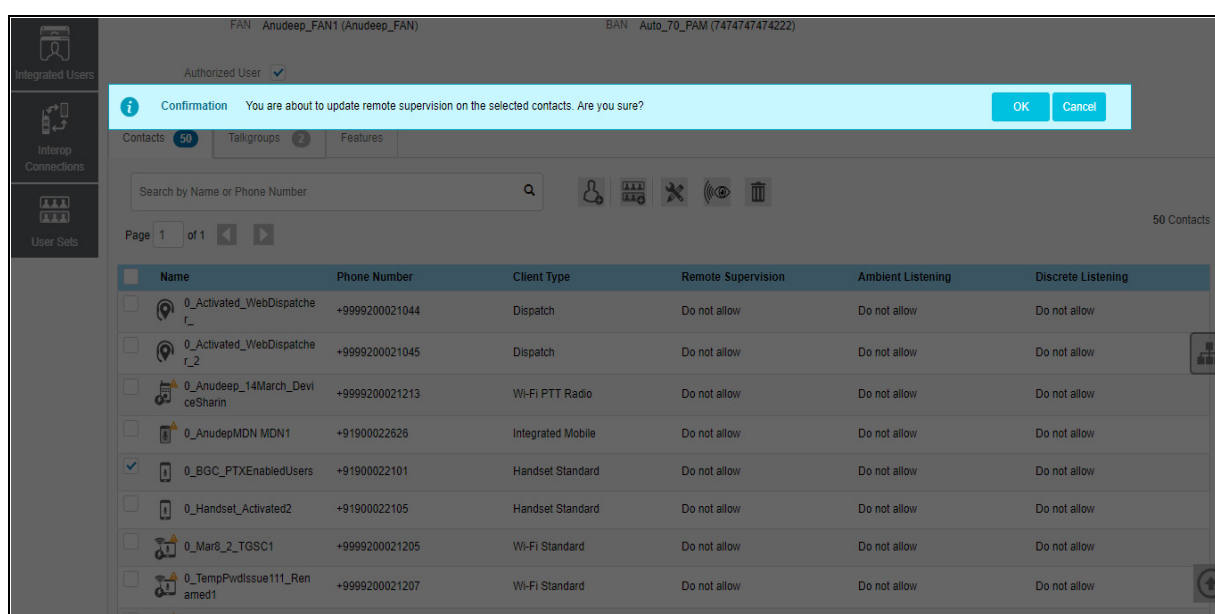 FAN Anudeep_FAN1 (Anudeep_FAN) BAN Auto_70_PAM (7474747474222)
Integrated Users
Authorized User
Confirmation You are about to update remote supervision on the selected contacts. Are you sure? OK Cancel
Contacts 50 Talkgroups 2 Features
Interop
Connections
Search by Name or Phone Number
50 Contacts
User Sets
Page 1 of 1
Name Phone Number Client Type Remote Supervision Ambient Listening Discrete Listening
0_Activated_WebDispatche
r_ +9999200021044 Dispatch Do not allow Do not allow Do not allow
0_Activated_WebDispatche
r_2 +9999200021045 Dispatch Do not allow Do not allow Do not allow
0_Anudeep_14March_Devi
ceSharin +9999200021213 Wi-Fi PTT Radio Do not allow Do not allow Do not allow
0_AnudepMDN MDN1 +91900022626 Integrated Mobile Do not allow Do not allow Do not allow
0_BGC_PTXEnabledUsers +91900022101 Handset Standard Do not allow Do not allow Do not allow
0_Handset_Activated2 +91900022105 Handset Standard Do not allow Do not allow Do not allow
0_Mar8_2_TGSC1 +9999200021205 Wi-Fi Standard Do not allow Do not allow Do not allow
0_TempPwdIssue111_Ren
amed1 +9999200021207 Wi-Fi Standard Do not allow Do not allow Do not allow